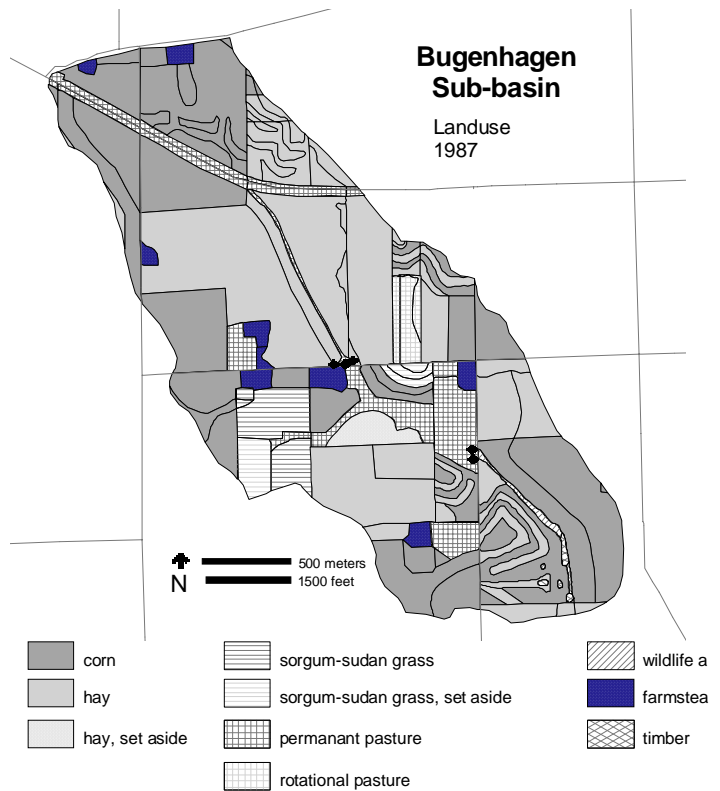 Bugenhagen
Sub-basin
Landuse
1987
500 meters
1500 feet
N
corn
hay
hay, set aside
sorgum-sudan grass
sorgum-sudan grass, set aside
permanant pasture
rotational pasture
wildlife a
farmstea
timber